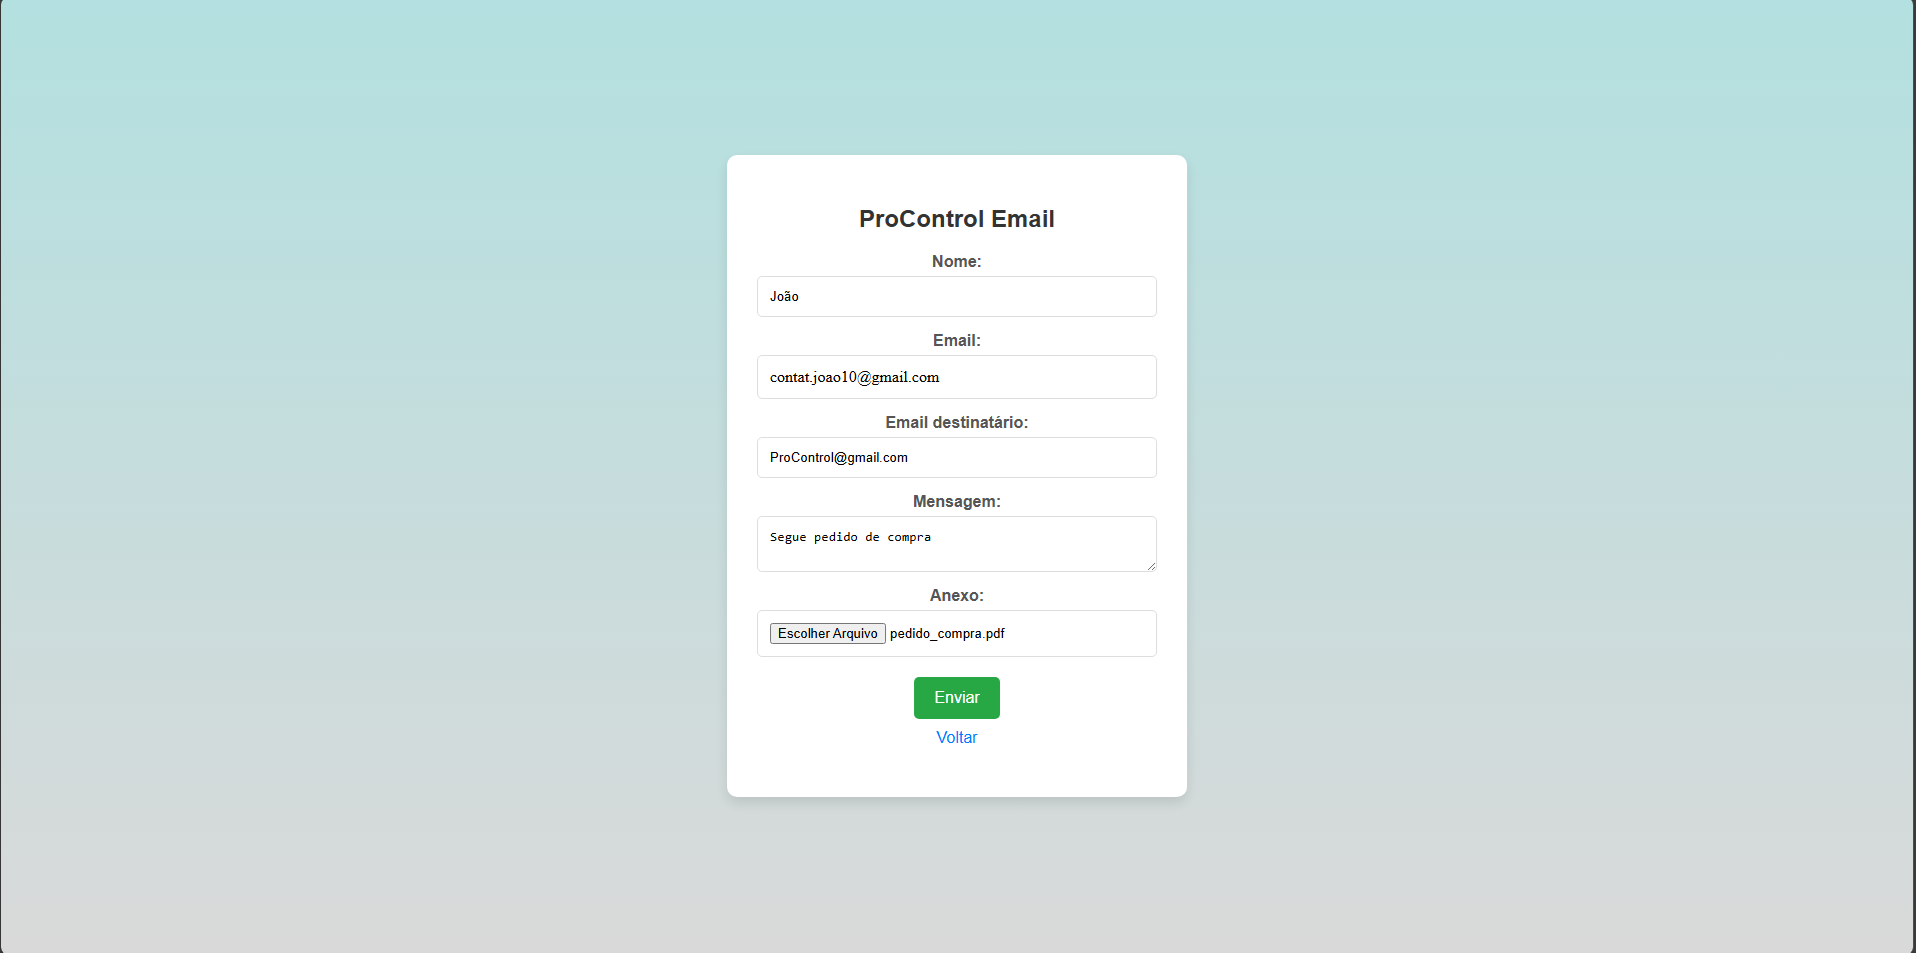 ProControl Email
Nome:
João
Email:
contat.joao10@gmail.com
Email destinatário:
ProControl@gmail.com
Mensagem:
Segue pedido de compra
Anexo:
Escolher Arquivo pedido_compra.pdf
Enviar
Voltar